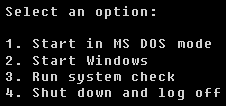 Select an option:
1. Start in MS DOS mode
2. Start Windows
3. Run system check
4. Shut down and log off